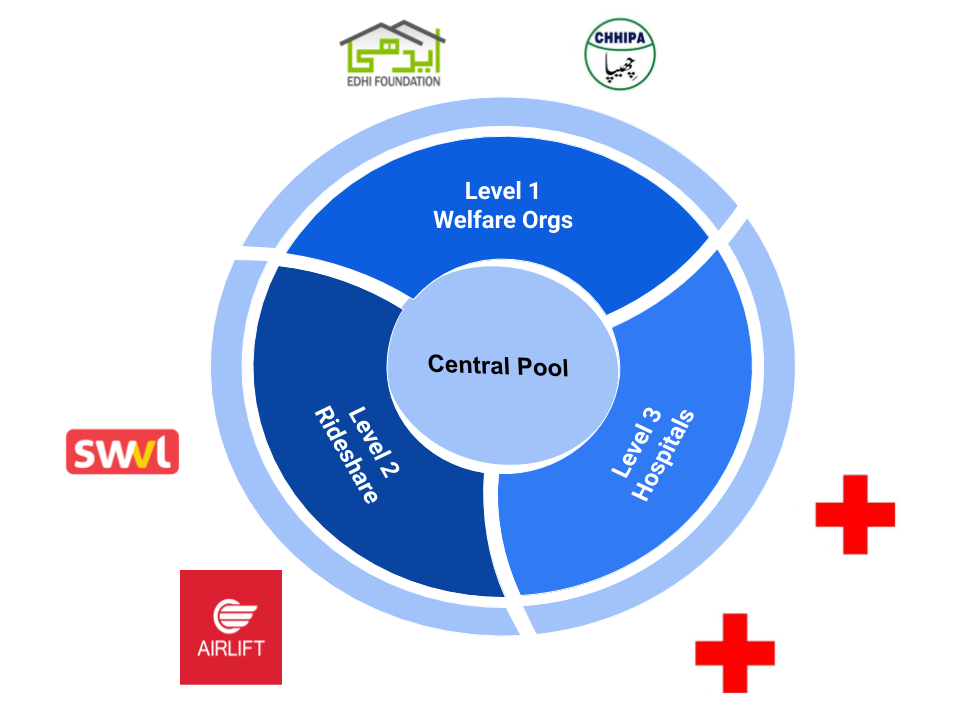 ایدھی
EDHI FOUNDATION
CHHIPA
چھیپا
Level 1
Welfare Orgs
Central Pool
Level 2
Rideshare
Level 3
Hospitals
swvl
AIRLIFT